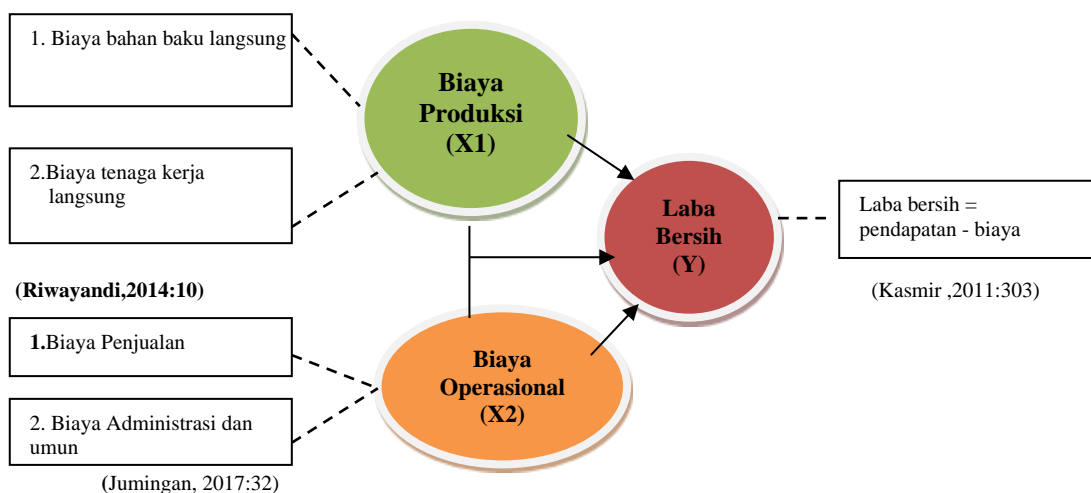 1. Biaya bahan baku langsung
2.Biaya tenaga kerja
langsung
(Riwayandi,2014:10)
1.Biaya Penjualan
2. Biaya Administrasi dan
umun
(Jumingan, 2017:32)
Biaya
Produksi
(X1)
Biaya
Operasional
(X2)
Laba
Bersih
(Y)
Laba bersih =
pendapatan - biaya
(Kasmir ,2011:303)